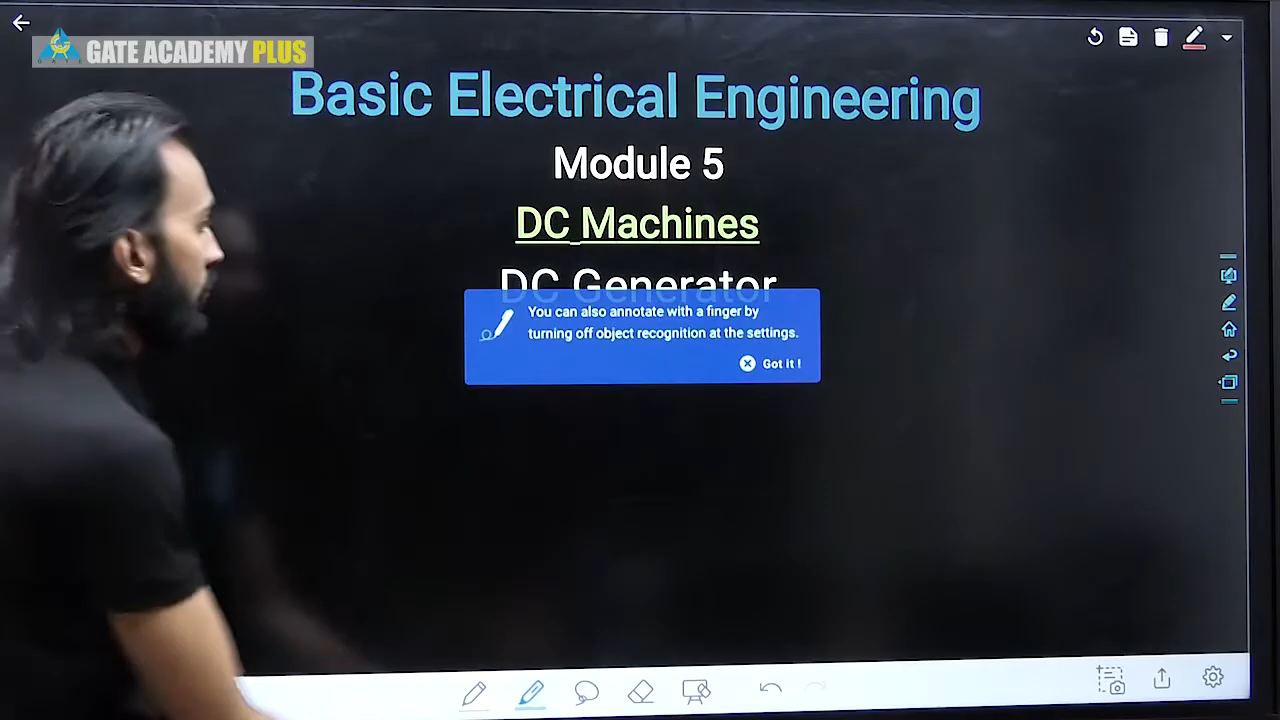 GATE ACADEMY PLUS
Basic Electrical Engineering
Module 5
DC Machines
DC Generator
You can also annotate with a finger by
turning off object recognition at the settings.
Got it !